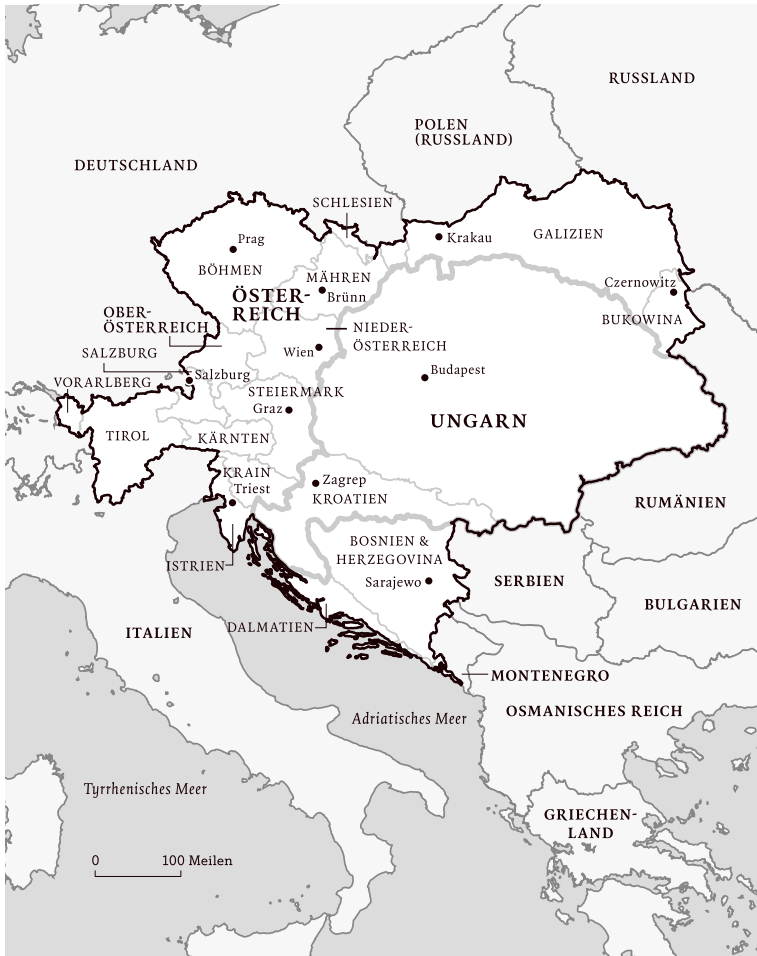 RUSSLAND
POLEN
(RUSSLAND)
DEUTSCHLAND
SCHLESIEN
Prag
Krakau
GALIZIEN
BÖHMEN
MÄHREN
Brünn
Czernowitz
ÖSTER-
REICH
OBER-
ÖSTERREICH
BUKOWINA
NIEDER-
ÖSTERREICH
SALZBURG
Wien
Salzburg
Budapest
VORARLBERG
STEIERMARK
Graz
UNGARN
TIROL
KÄRNTEN
KRAIN
Triest
Zagrep
KROATIEN
RUMÄNIEN
BOSNIEN &
HERZEGOVINA
ISTRIEN
Sarajewo
SERBIEN
BULGARIEN
DALMATIEN
ITALIEN
MONTENEGRO
Adriatisches Meer
OSMANISCHES REICH
Tyrrhenisches Meer
GRIECHEN-
LAND
0 100 Meilen